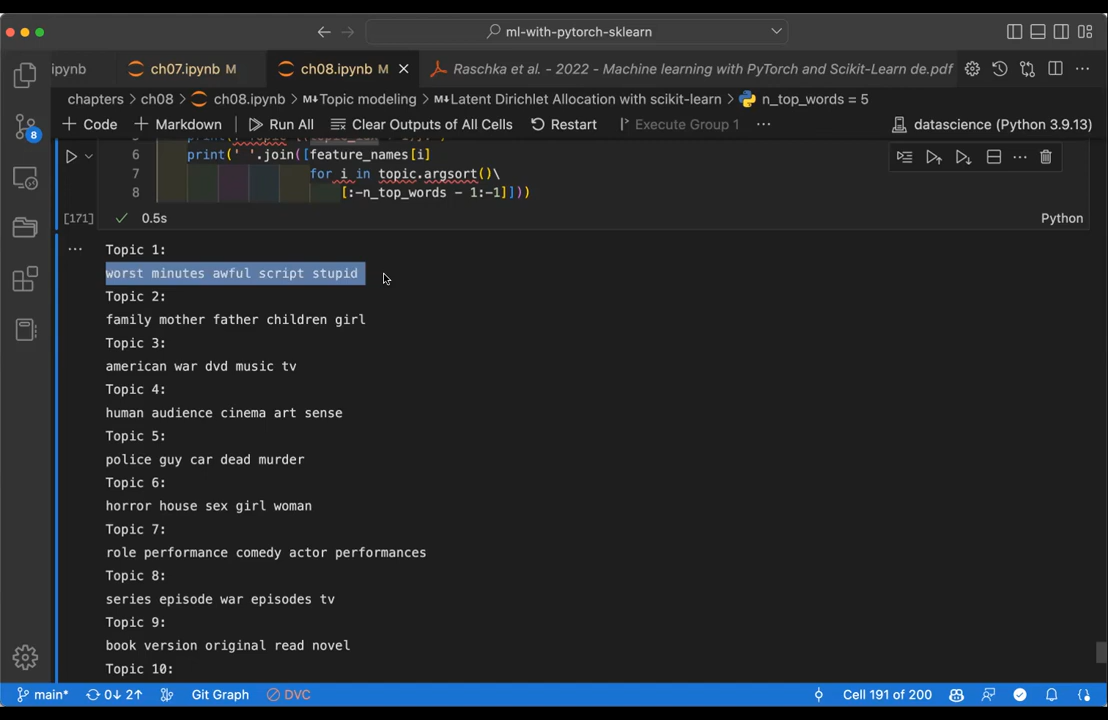 ml-with-pytorch-sklearn
ipynb
ch07.ipynb M
ch08.ipynb M
Raschka et al. - 2022 - Machine learning with PyTorch and Scikit-Learn de.pdf
chapters > ch08 > ch08.ipynb > M↓Topic modeling > M↓Latent Dirichlet Allocation with scikit-learn > n_top_words = 5
+ Code + Markdown Run All Clear Outputs of All Cells Restart Execute Group 1 ... datascience (Python 3.9.13)
6 print(' '.join([feature_names[i]
7 for i in topic.argsort()\
8 [:-n_top_words - 1:-1]]))
[171] ✓ 0.5s Python
... Topic 1:
worst minutes awful script stupid
Topic 2:
family mother father children girl
Topic 3:
american war dvd music tv
Topic 4:
human audience cinema art sense
Topic 5:
police guy car dead murder
Topic 6:
horror house sex girl woman
Topic 7:
role performance comedy actor performances
Topic 8:
series episode war episodes tv
Topic 9:
book version original read novel
Topic 10:
33
main* 0↓ 2↑ Git Graph DVC Cell 191 of 200